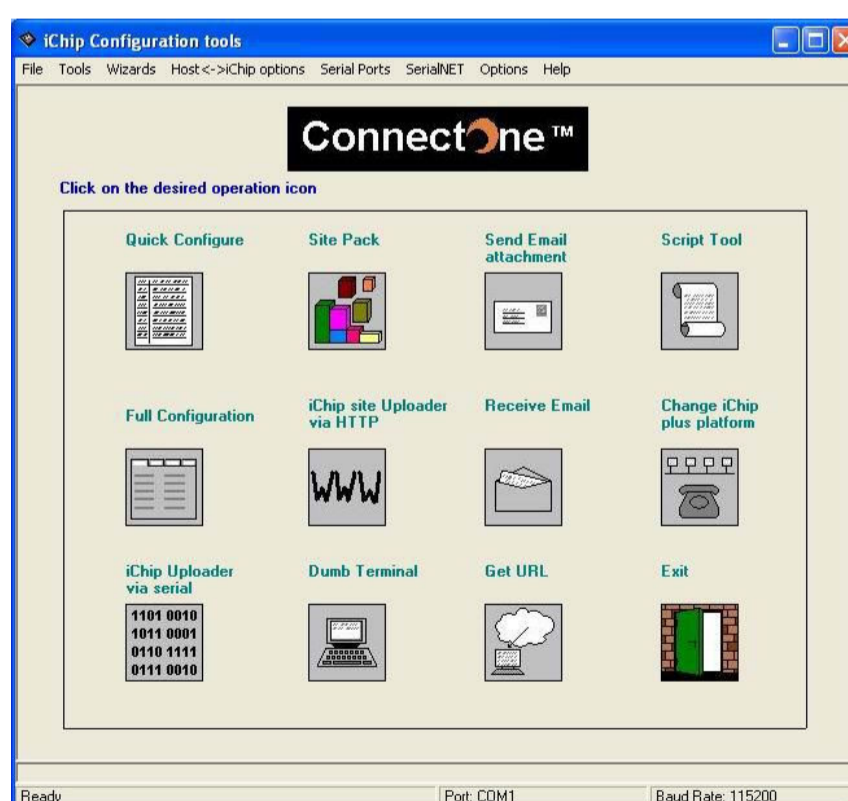 iChip Configuration tools
File Tools Wizards Host<->iChip options Serial Ports SerialNET Options Help
ConnectOne™
Click on the desired operation icon
Quick Configure
Site Pack
Send Email
attachment
Script Tool
Full Configuration
iChip site Uploader
via HTTP
Receive Email
Change iChip
plus platform
WWW
iChip Uploader
via serial
Dumb Terminal
Get URL
Exit
1101 0010
1011 0001
0110 1111
0111 0010
Ready
Port: COM1
Baud Rate: 115200